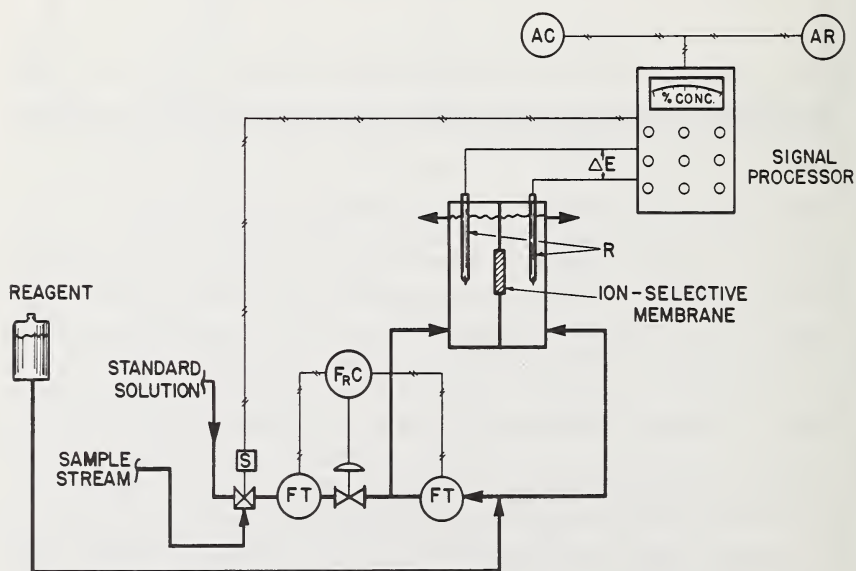 AC
AR
% CONC.
SIGNAL
PROCESSOR
ΔE
R
ION-SELECTIVE
MEMBRANE
REAGENT
STANDARD
SOLUTION
FRC
SAMPLE
STREAM
S
FT
FT